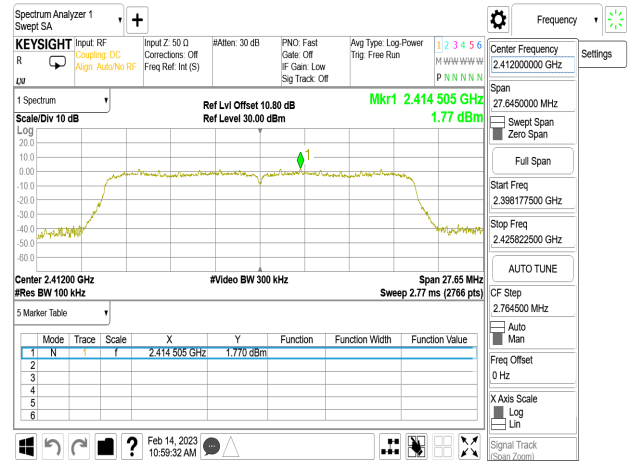 Spectrum Analyzer 1
Swept SA
Frequency
KEYSIGHT
R
Input: RF
Coupling: DC
Align: Auto/No RF
Input Z: 50 Ω
Corrections: Off
Freq Ref: Int (S)
#Atten: 30 dB
PNO: Fast
Gate: Off
IF Gain: Low
Sig Track: Off
Avg Type: Log-Power
Trig: Free Run
1 2 3 4 5 6
M W W W W W
P N N N N N
Center Frequency
2.412000000 GHz
Settings
Span
27.6450000 MHz
Swept Span
Zero Span
Full Span
Start Freq
2.398177500 GHz
Stop Freq
2.425822500 GHz
AUTO TUNE
CF Step
2.764500 MHz
Auto
Man
Freq Offset
0 Hz
X Axis Scale
Log
Lin
Signal Track
(Span Zoom)
1 Spectrum
Scale/Div 10 dB
Ref Lvl Offset 10.80 dB
Ref Level 30.00 dBm
Mkr1 2.414 505 GHz
1.77 dBm
Log
20.0
10.0
0.00
-10.0
-20.0
-30.0
-40.0
-50.0
-60.0
1
Center 2.41200 GHz
#Res BW 100 kHz
#Video BW 300 kHz
Span 27.65 MHz
Sweep 2.77 ms (2766 pts)
5 Marker Table
Mode Trace Scale X Y Function Function Width Function Value
1 N 1 f 2.414 505 GHz 1.770 dBm
2
3
4
5
6
Feb 14, 2023
10:59:32 AM